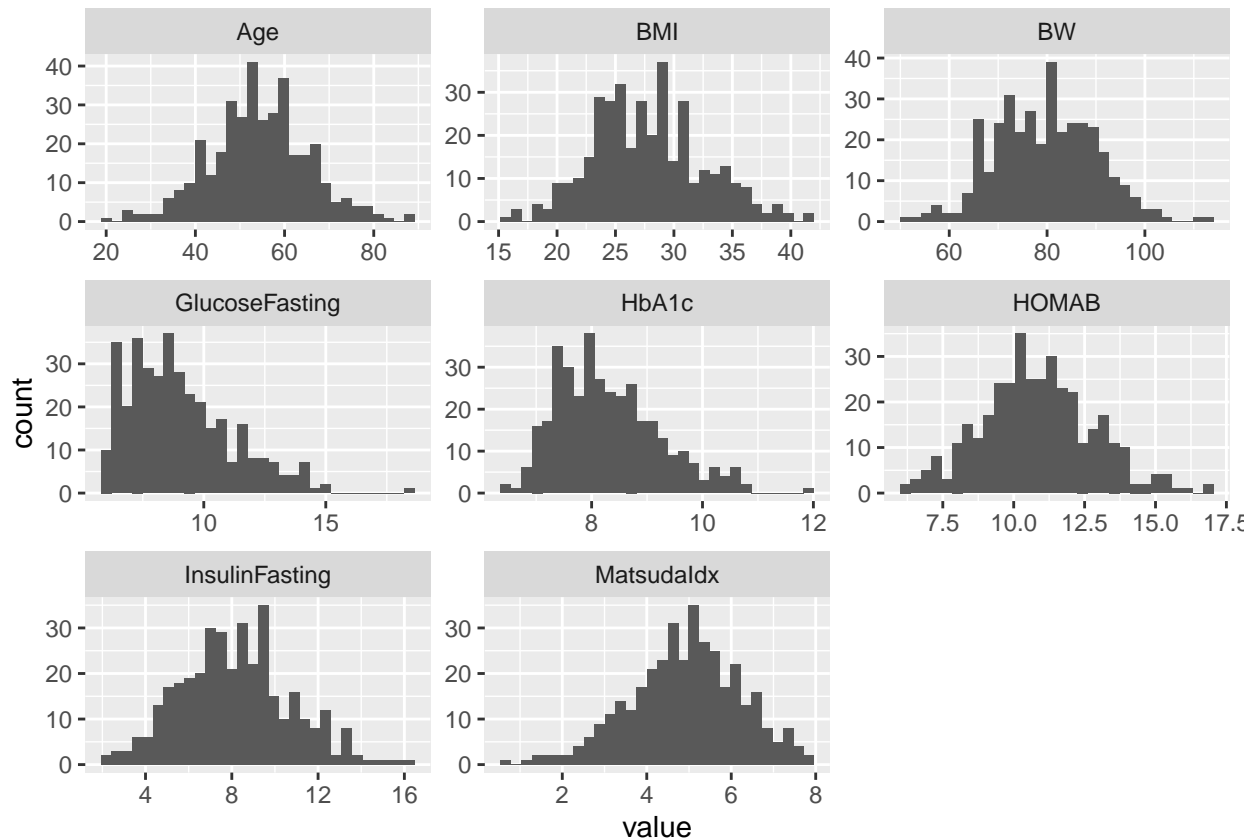 Age BMI BW
40
30
20
10
0
20 40 60 80
30
20
10
0
15 20 25 30 35 40
40
30
20
10
0
60 80 100
GlucoseFasting HbA1c HOMAB
30
20
10
0
10 15
30
20
10
0
8 10 12
30
20
10
0
7.5 10.0 12.5 15.0 17.5
InsulinFasting MatsudaIdx
30
20
10
0
4 8 12 16
30
20
10
0
2 4 6 8
count
value